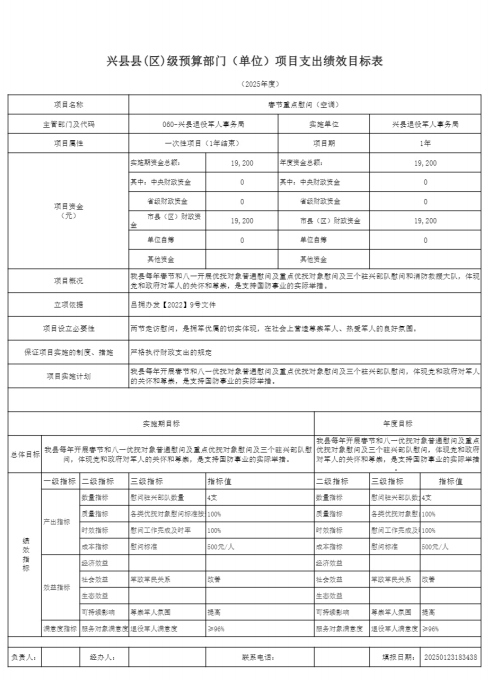 兴县县(区)级预算部门（单位）项目支出绩效目标表
（2025年度）
项目名称 春节重点慰问（空调）
主管部门及代码 060-兴县退役军人事务局 实施单位 兴县退役军人事务局
项目属性 一次性项目（1年结束） 项目期 1年
项目资金（元）
实施期资金总额： 19,200 年度资金总额： 19,200
其中：中央财政资金 0 其中：中央财政资金 0
省级财政资金 0 省级财政资金 0
市县（区）财政资金 19,200 市县（区）财政资金 19,200
单位自筹 0 单位自筹 0
其他资金 其他资金
项目概况 我县每年春节和八一开展优抚对象普通慰问及重点优抚对象慰问及三个驻兴部队慰问和消防救援大队，体现
党和政府对军人的关怀和尊崇，是支持国防事业的实际举措。
立项依据 吕拥办发【2022】9号文件
项目设立必要性 两节走访慰问，是拥军优属的切实体现，在社会上营造尊崇军人、热爱军人的良好氛围。
保证项目实施的制度、措施 严格执行财政支出的规定
项目实施计划 我县每年开展春节和八一优抚对象普通慰问及重点优抚对象慰问及三个驻兴部队慰问，体现党和政府对军人
的关怀和尊崇，是支持国防事业的实际举措。
实施期目标 年度目标
总体目标
我县每年开展春节和八一优抚对象普通慰问及重点优抚对象慰问及三个驻兴部队慰
问，体现党和政府对军人的关怀和尊崇，是支持国防事业的实际举措。
我县每年开展春节和八一优抚对象普通慰问及重点
优抚对象慰问及三个驻兴部队慰问，体现党和政府
对军人的关怀和尊崇，是支持国防事业的实际举措
。
绩效指标
一级指标 二级指标 三级指标 指标值 二级指标 三级指标 指标值
产出指标
数量指标 慰问驻兴部队数量 4支 数量指标 慰问驻兴部队数 4支
质量指标 各类优抚对象慰问标准按 100% 质量指标 各类优抚对象慰 100%
时效指标 慰问工作完成及时率 100% 时效指标 慰问工作完成及 100%
成本指标 慰问标准 500元/人 成本指标 慰问标准 500元/人
效益指标
经济效益 经济效益
社会效益 军政军民关系 改善 社会效益 军政军民关系 改善
生态效益 生态效益
可持续影响 尊崇军人氛围 提高 可持续影响 尊崇军人氛围 提高
满意度指标 服务对象满意度 退役军人满意度 ≥96% 服务对象满意度 退役军人满意度 ≥96%
负责人： 经办人： 联系电话： 填报日期： 20250123183438